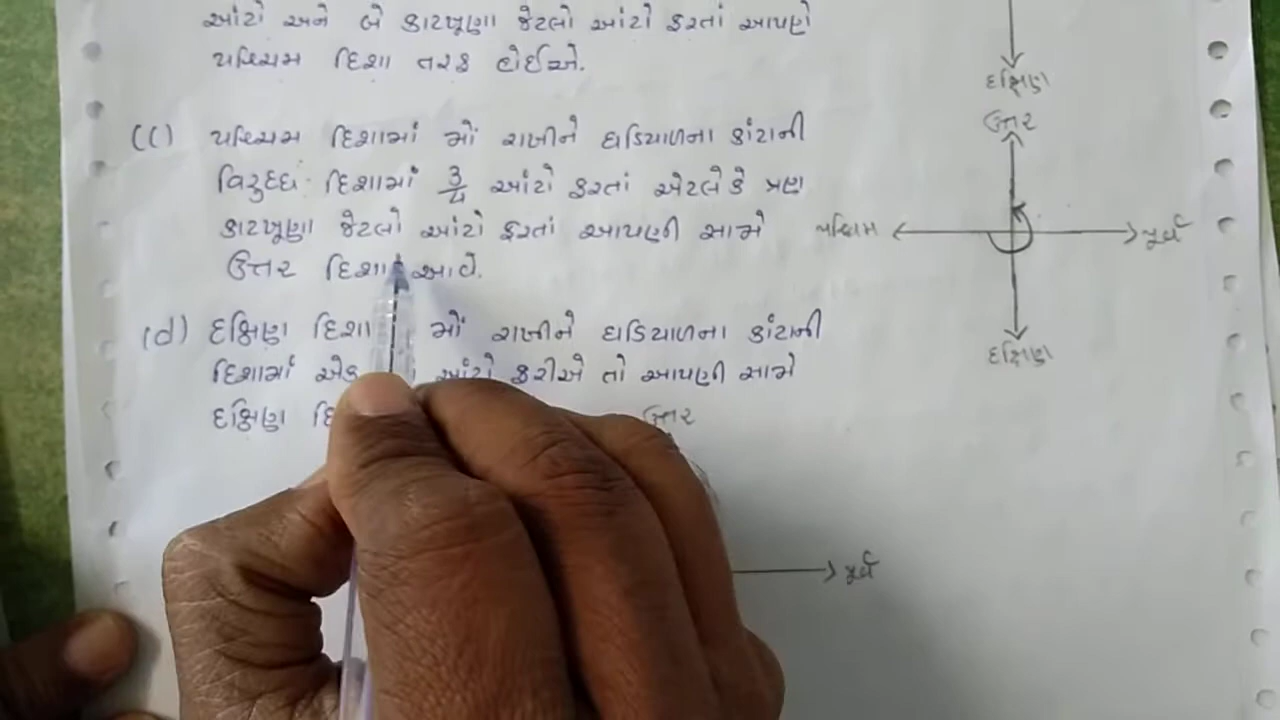 આંટો અને બે કાટખૂણા જેટલો આંટો ફરતાં આપણે
પશ્ચિમ દિશા તરફ હોઈએ.
દક્ષિણ
(c) પશ્ચિમ દિશામાં મોં રાખીને ઘડિયાળના કાંટાની
વિરુદ્ધ દિશામાં 3/4 આંટો ફરતાં એટલે કે ત્રણ
કાટખૂણા જેટલો આંટો ફરતાં આપણી સામે
ઉત્તર દિશા આવે.
ઉત્તર
પશ્ચિમ
પૂર્વ
દક્ષિણ
(d) દક્ષિણ દિશા મોં રાખીને ઘડિયાળના કાંટાની
દિશામાં એક આંટો ફરીએ તો આપણી સામે
દક્ષિણ
ઉત્તર
પૂર્વ